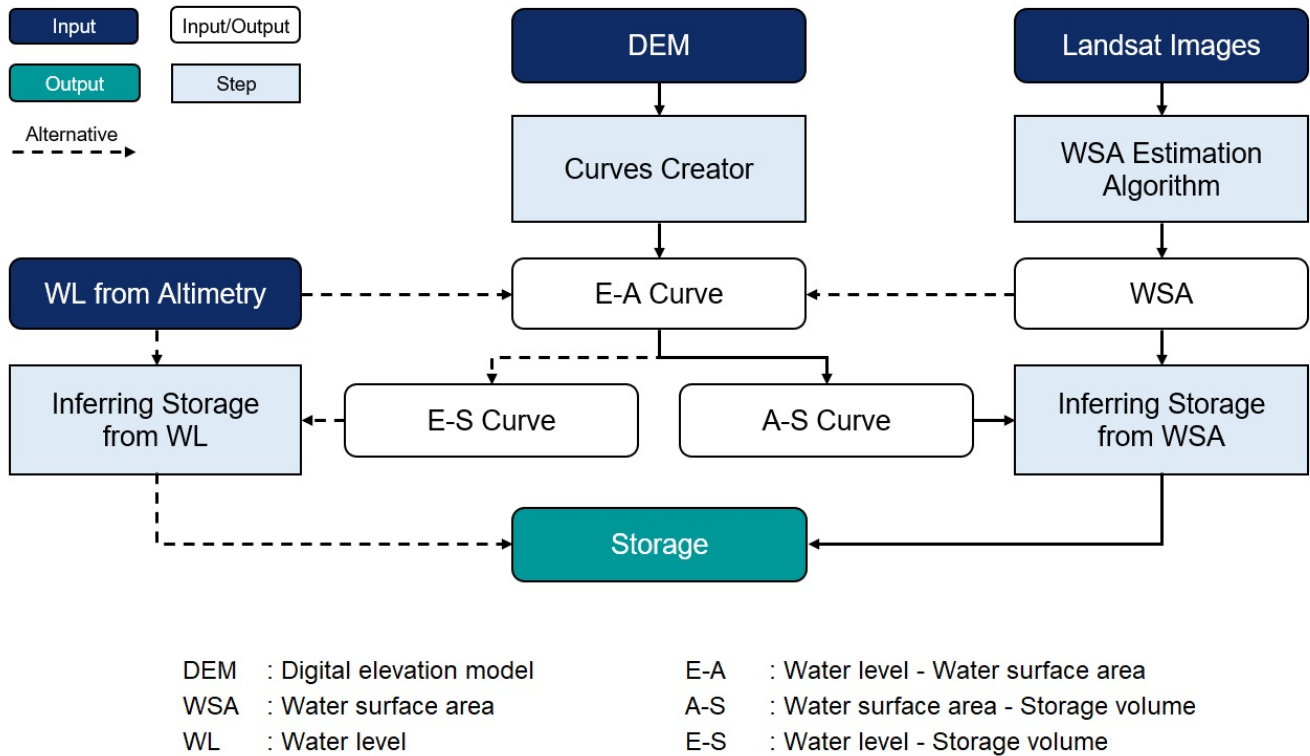 Input
Input/Output
Output
Step
Alternative
DEM
Landsat Images
Curves Creator
WSA Estimation
Algorithm
WL from Altimetry
E-A Curve
WSA
Inferring Storage
from WL
E-S Curve
A-S Curve
Inferring Storage
from WSA
Storage
DEM : Digital elevation model
WSA : Water surface area
WL : Water level
E-A : Water level - Water surface area
A-S : Water surface area - Storage volume
E-S : Water level - Storage volume